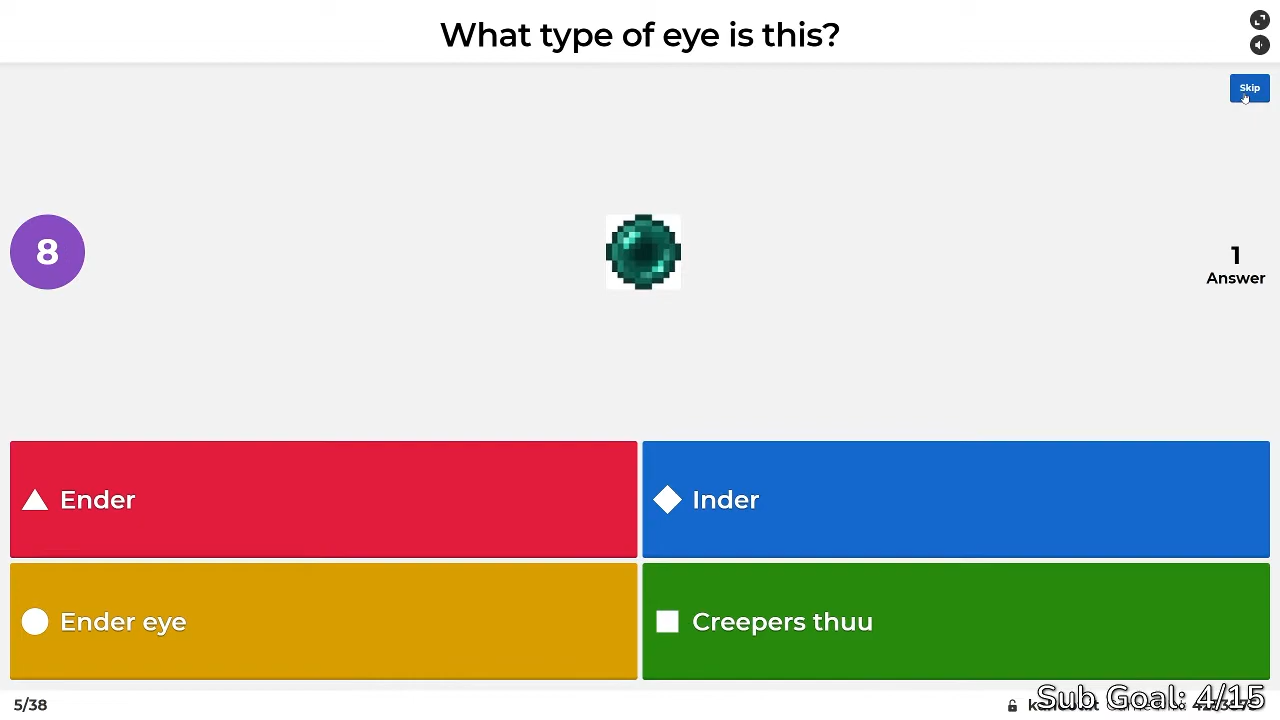 What type of eye is this?
Skip
8
1
Answer
Ender
Inder
Ender eye
Creepers thuu
5/38
Sub Goal: 4/15